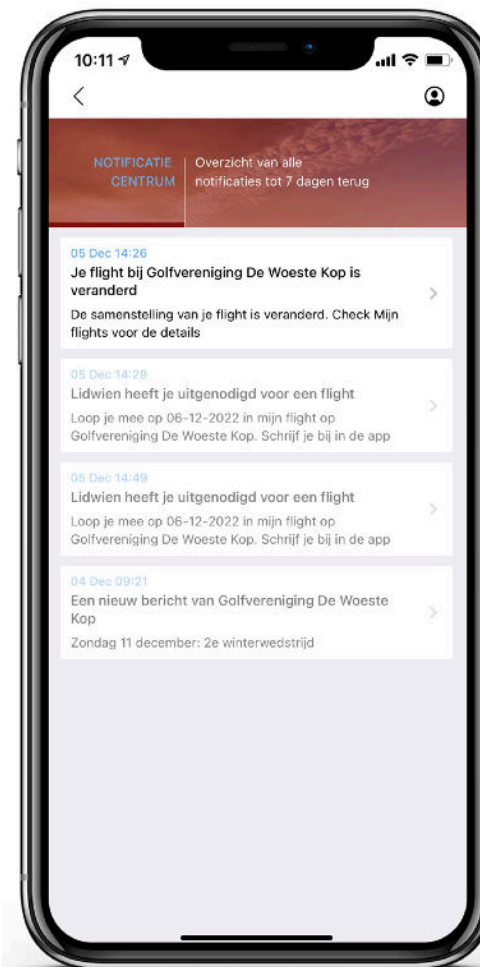 10:11
NOTIFICATIE
CENTRUM
Overzicht van alle
notificaties tot 7 dagen terug
05 Dec 14:26
Je flight bij Golfvereniging De Woeste Kop is
veranderd
De samenstelling van je flight is veranderd. Check Mijn
flights voor de details
05 Dec 14:29
Lidwien heeft je uitgenodigd voor een flight
Loop je mee op 06-12-2022 in mijn flight op
Golfvereniging De Woeste Kop. Schrijf je bij in de app
05 Dec 14:49
Lidwien heeft je uitgenodigd voor een flight
Loop je mee op 06-12-2022 in mijn flight op
Golfvereniging De Woeste Kop. Schrijf je bij in de app
04 Dec 09:21
Een nieuw bericht van Golfvereniging De Woeste
Kop
Zondag 11 december: 2e winterwedstrijd